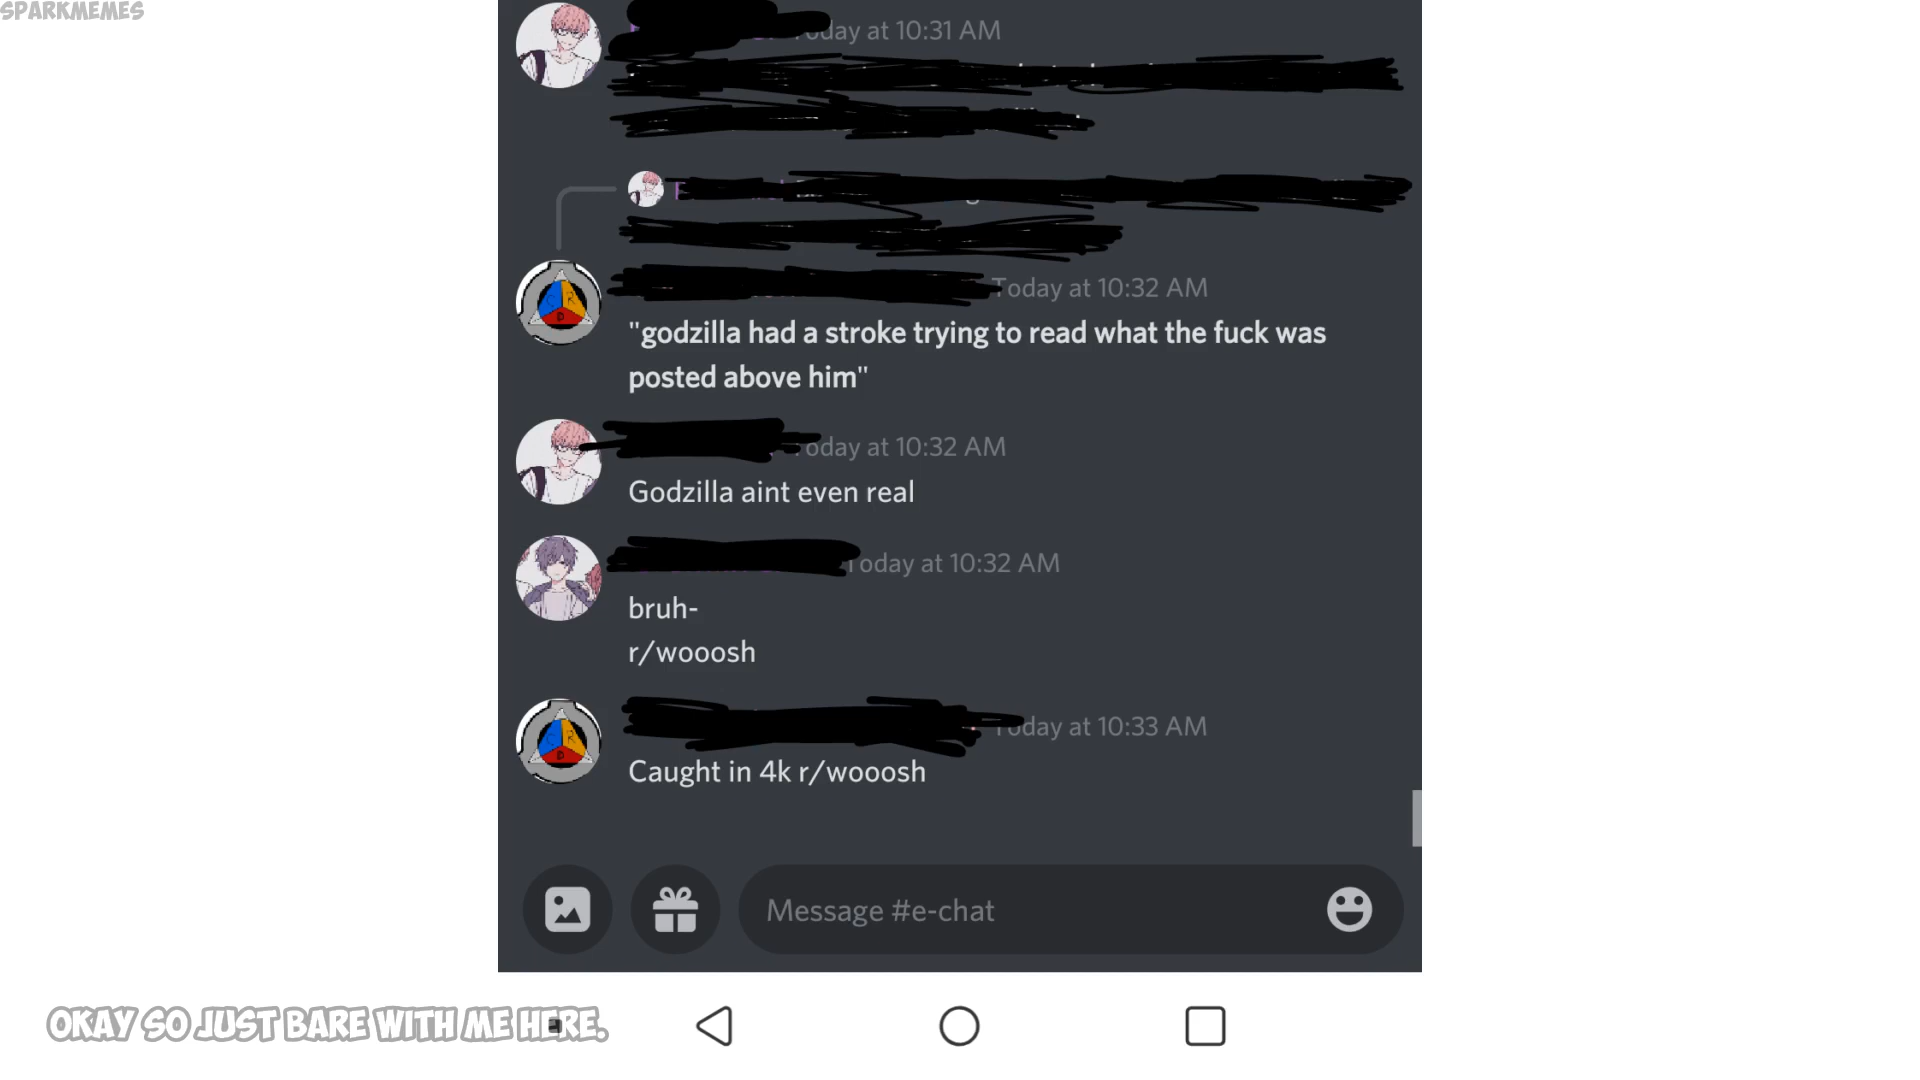 SPARKMEMES
Today at 10:31 AM
Today at 10:32 AM
"godzilla had a stroke trying to read what the fuck was
posted above him"
Today at 10:32 AM
Godzilla aint even real
Today at 10:32 AM
bruh-
r/wooosh
Today at 10:33 AM
Caught in 4k r/wooosh
Message #e-chat
OKAY SO JUST BARE WITH ME HERE.